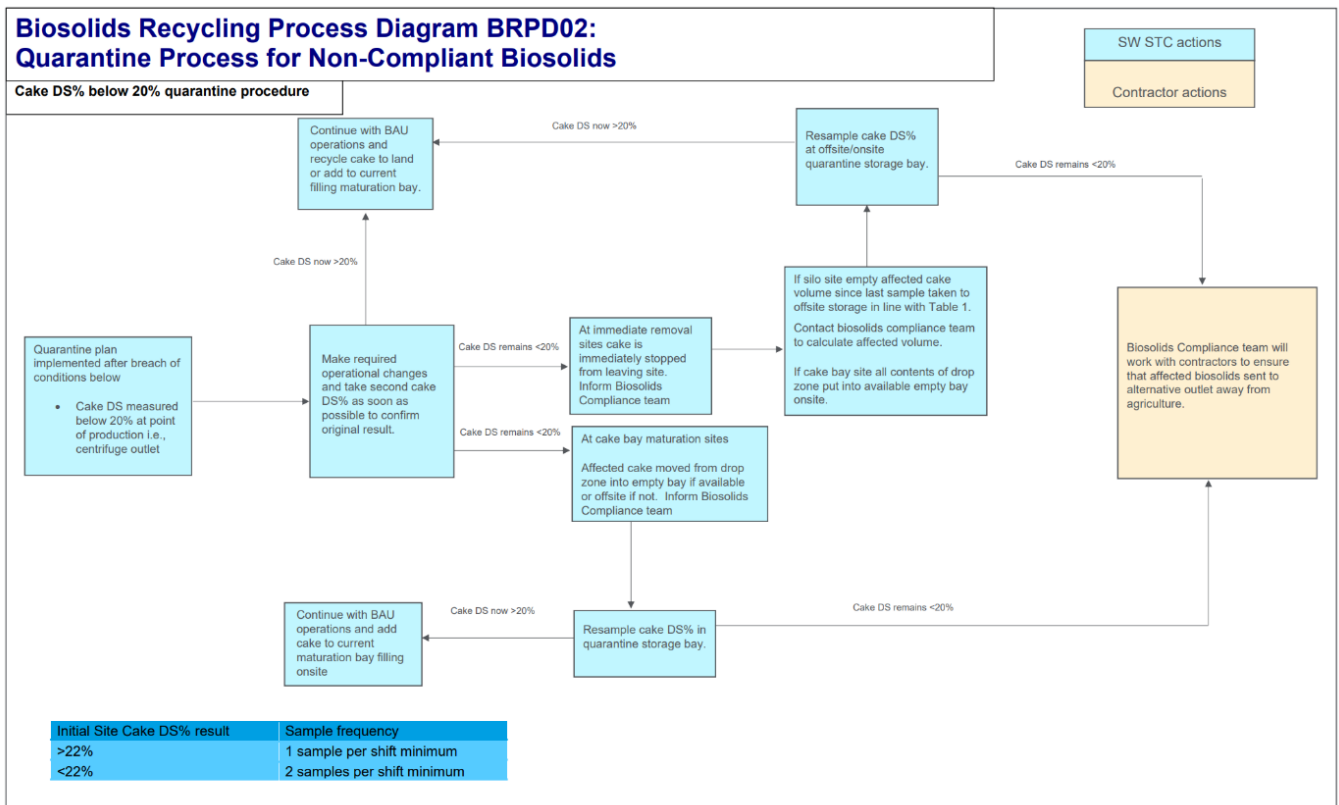 Biosolids Recycling Process Diagram BRPD02:
Quarantine Process for Non-Compliant Biosolids
SW STC actions
Contractor actions
Cake DS% below 20% quarantine procedure
Continue with BAU
operations and
recycle cake to land
or add to current
filling maturation bay.
Cake DS now >20%
Resample cake DS%
at offsite/onsite
quarantine storage bay.
Cake DS remains <20%
Cake DS now >20%
Quarantine plan
implemented after breach of
conditions below
• Cake DS measured
below 20% at point
of production i.e.,
centrifuge outlet
Make required
operational changes
and take second cake
DS% as soon as
possible to confirm
original result.
Cake DS remains <20%
At immediate removal
sites cake is
immediately stopped
from leaving site.
Inform Biosolids
Compliance team
If silo site empty affected cake
volume since last sample taken to
offsite storage in line with Table 1.
Contact biosolids compliance team
to calculate affected volume.
If cake bay site all contents of drop
zone put into available empty bay
onsite.
Biosolids Compliance team will
work with contractors to ensure
that affected biosolids sent to
alternative outlet away from
agriculture.
Cake DS remains <20%
At cake bay maturation sites
Affected cake moved from drop
zone into empty bay if available
or offsite if not.  Inform Biosolids
Compliance team
Continue with BAU
operations and add
cake to current
maturation bay filling
onsite
Cake DS now >20%
Resample cake DS% in
quarantine storage bay.
Cake DS remains <20%
Initial Site Cake DS% result Sample frequency
>22% 1 sample per shift minimum
<22% 2 samples per shift minimum